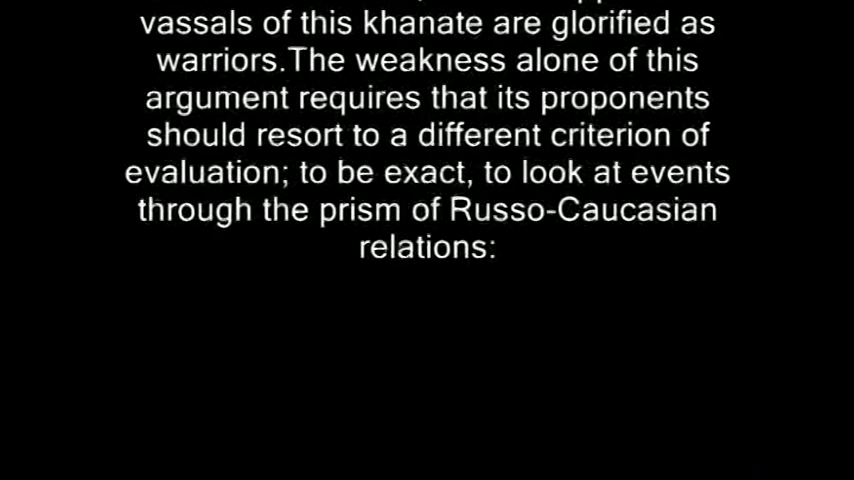 vassals of this khanate are glorified as
warriors.The weakness alone of this
argument requires that its proponents
should resort to a different criterion of
evaluation; to be exact, to look at events
through the prism of Russo-Caucasian
relations: